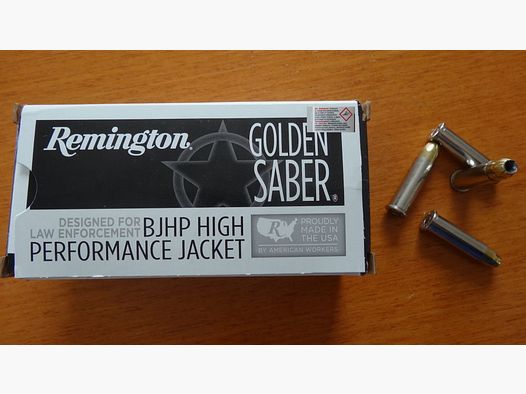 Remington®
GOLDEN
SABER®
DESIGNED FOR
LAW ENFORCEMENT
BJHP HIGH
PERFORMANCE JACKET
R
PROUDLY
MADE IN
THE USA
BY AMERICAN WORKERS